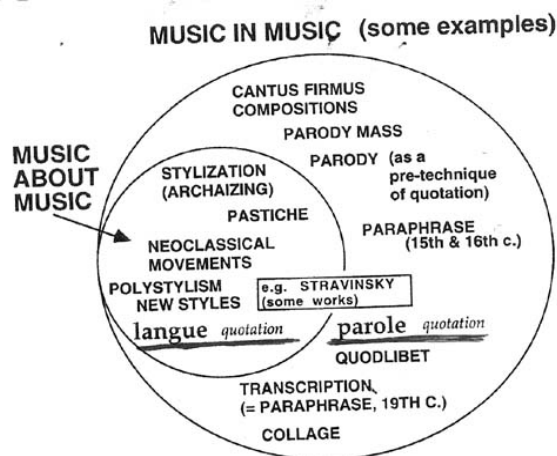 MUSIC IN MUSIC (some examples)
CANTUS FIRMUS
COMPOSITIONS
PARODY MASS
PARODY (as a
pre-technique
of quotation)
PARAPHRASE
(15th & 16th c.)
MUSIC
ABOUT
MUSIC
STYLIZATION
(ARCHAIZING)
PASTICHE
NEOCLASSICAL
MOVEMENTS
POLYSTYLISM
NEW STYLES
e.g. STRAVINSKY
(some works)
langue quotation
parole quotation
QUODLIBET
TRANSCRIPTION
(= PARAPHRASE, 19TH C.)
COLLAGE